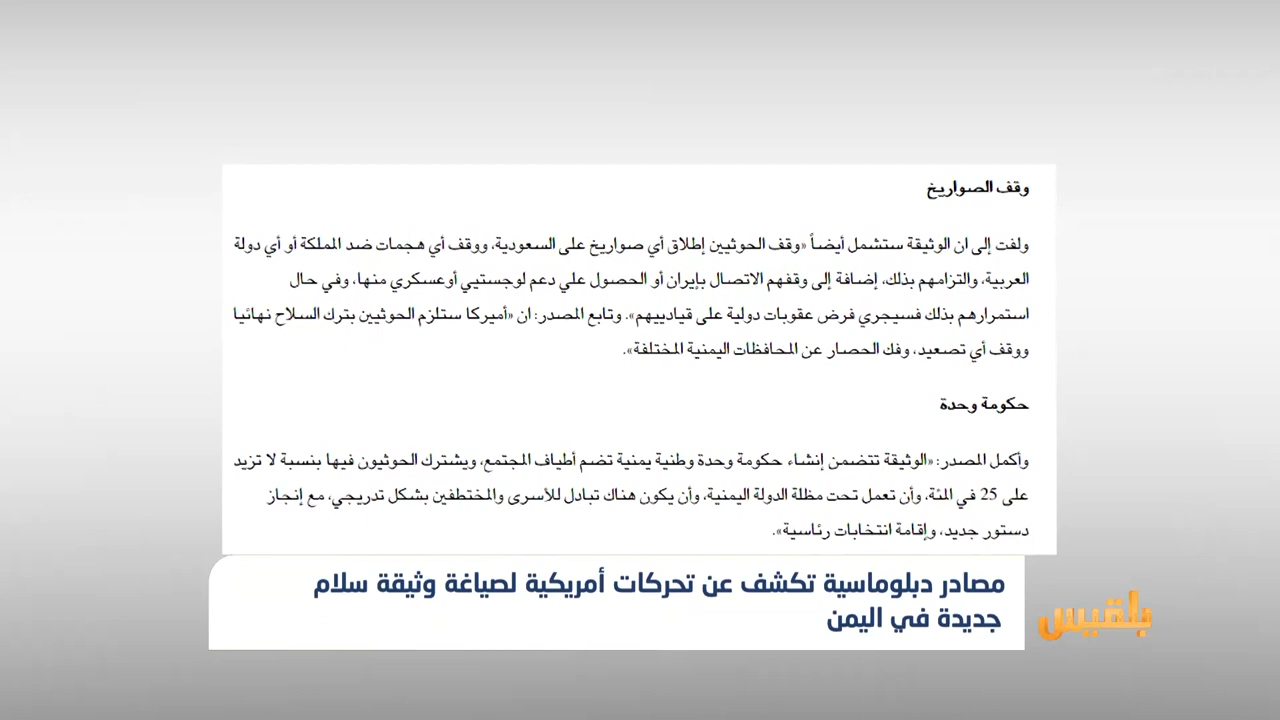 وقف الصواريخ
ولفت إلى ان الوثيقة ستشمل أيضاً «وقف الحوثيين إطلاق أي صواريخ على السعودية، ووقف أي هجمات ضد المملكة أو أي دولة
العربية، والتزامهم بذلك، إضافة إلى وقفهم الاتصال بإيران أو الحصول علي دعم لوجستيي أوعسكري منها، وفي حال
استمرارهم بذلك فسيجري فرض عقوبات دولية على قيادييهم». وتابع المصدر: ان «أميركا ستلزم الحوثيين بترك السلاح نهائيا
ووقف أي تصعيد، وفك الحصار عن المحافظات اليمنية المختلفة».
حكومة وحدة
وأكمل المصدر: «الوثيقة تتضمن إنشاء حكومة وحدة وطنية يمنية تضم أطياف المجتمع، ويشترك الحوثيون فيها بنسبة لا تزيد
على 25 في المئة، وأن تعمل تحت مظلة الدولة اليمنية، وأن يكون هناك تبادل للأسرى والمختطفين بشكل تدريجي، مع إنجاز
دستور جديد، وإقامة انتخابات رئاسية».
مصادر دبلوماسية تكشف عن تحركات أمريكية لصياغة وثيقة سلام
جديدة في اليمن
بلقيس